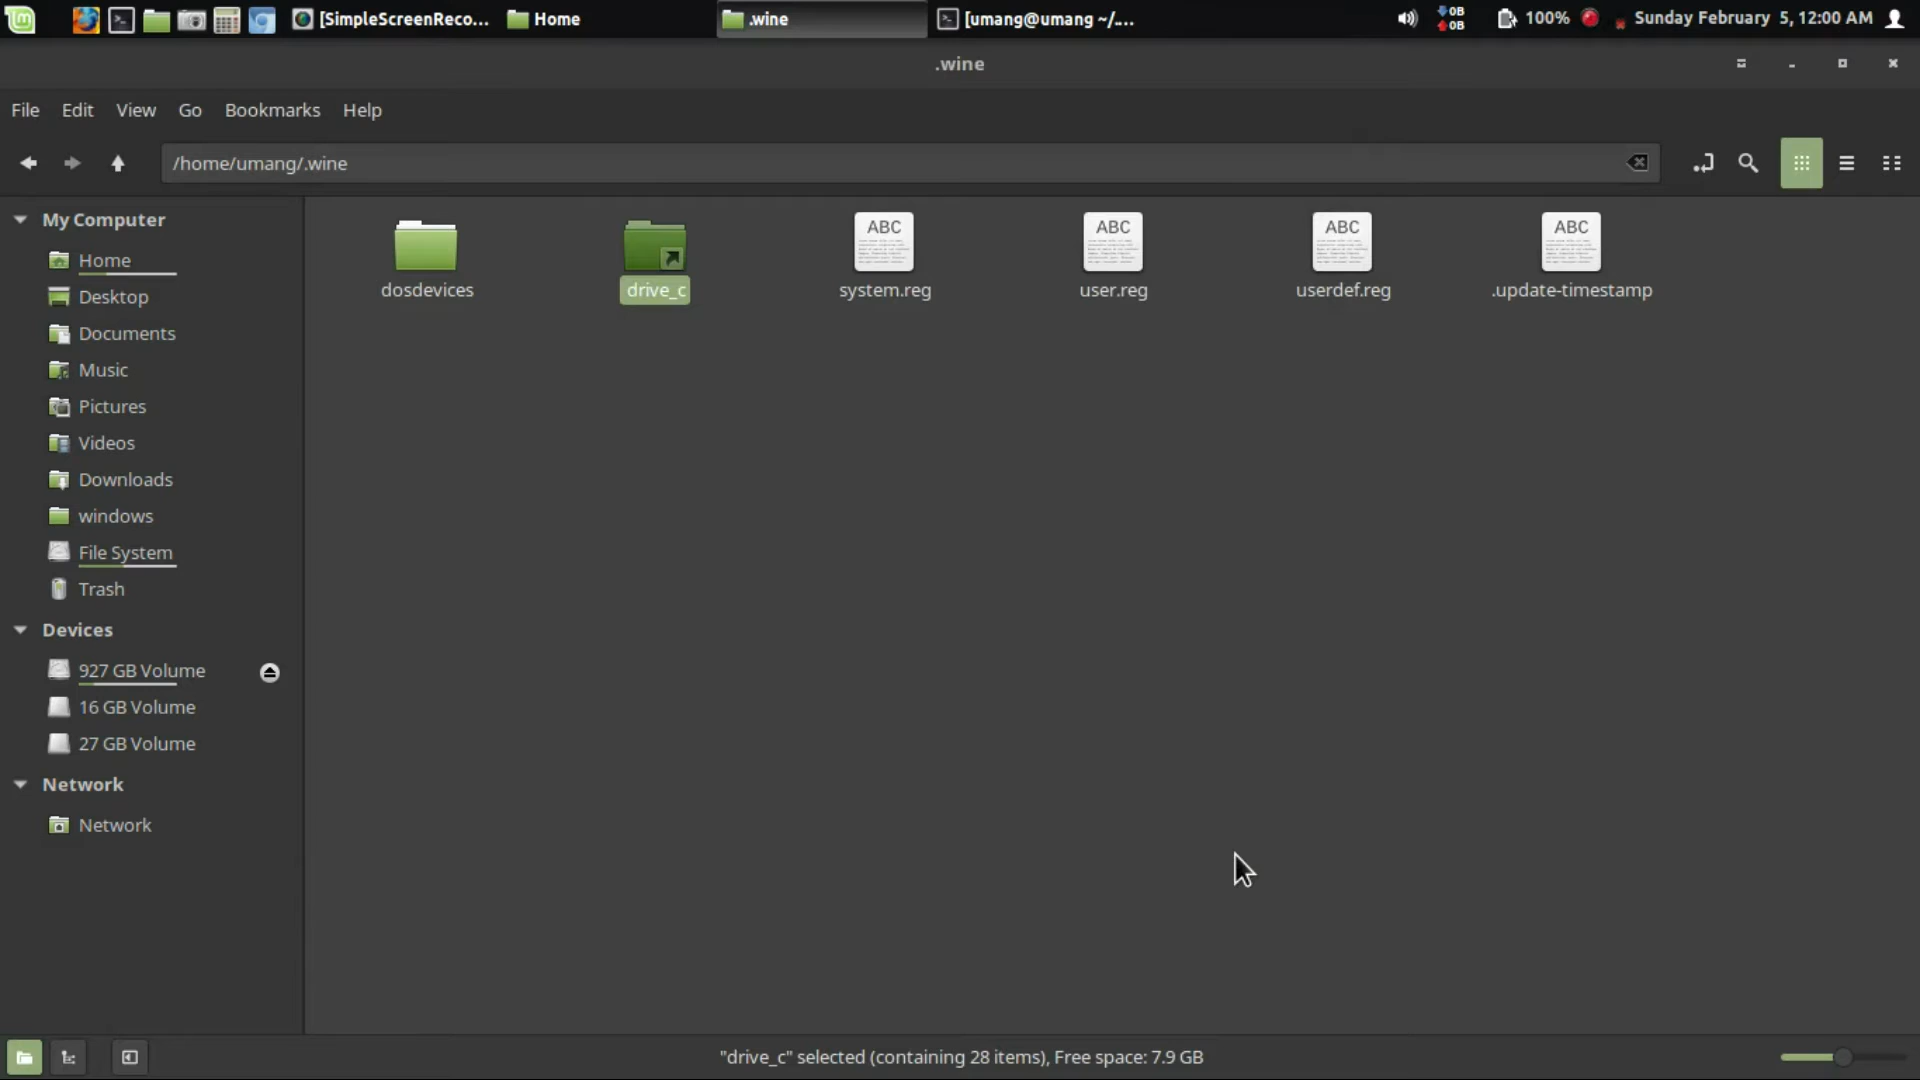 [SimpleScreenReco...
Home
.wine
[umang@umang ~/....
0B
0B
100%
Sunday February 5, 12:00 AM
.wine
File
Edit
View
Go
Bookmarks
Help
/home/umang/.wine
My Computer
Home
Desktop
Documents
Music
Pictures
Videos
Downloads
windows
File System
Trash
Devices
927 GB Volume
16 GB Volume
27 GB Volume
Network
Network
dosdevices
drive_c
ABC
system.reg
ABC
user.reg
ABC
userdef.reg
ABC
.update-timestamp
"drive_c" selected (containing 28 items), Free space: 7.9 GB